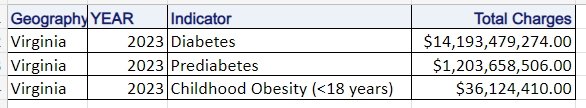 Geography YEAR Indicator Total Charges
Virginia 2023 Diabetes $14,193,479,274.00
Virginia 2023 Prediabetes $1,203,658,506.00
Virginia 2023 Childhood Obesity (<18 years) $36,124,410.00